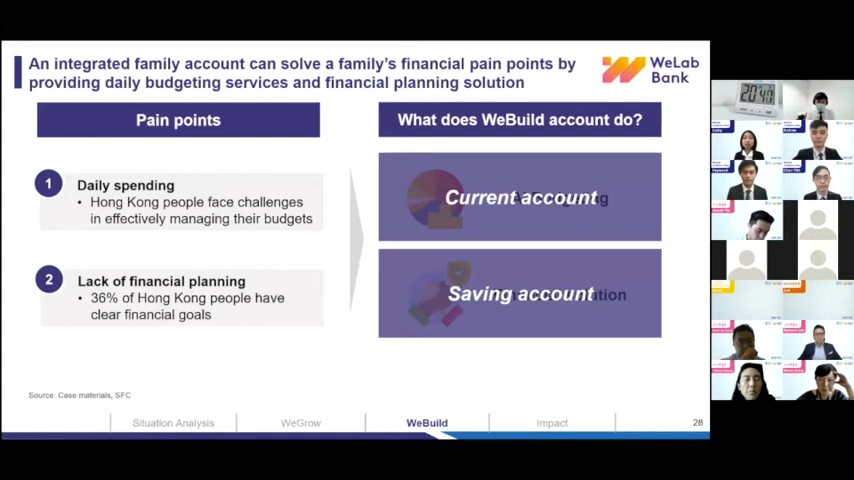 An integrated family account can solve a family's financial pain points by
providing daily budgeting services and financial planning solution
WeLab
Bank
Pain points
What does WeBuild account do?
1
Daily spending
• Hong Kong people face challenges
in effectively managing their budgets
Current account
2
Lack of financial planning
• 36% of Hong Kong people have
clear financial goals
Saving account
Source: Case materials, SFC
Situation Analysis
WeGrow
WeBuild
Impact
28
20:40